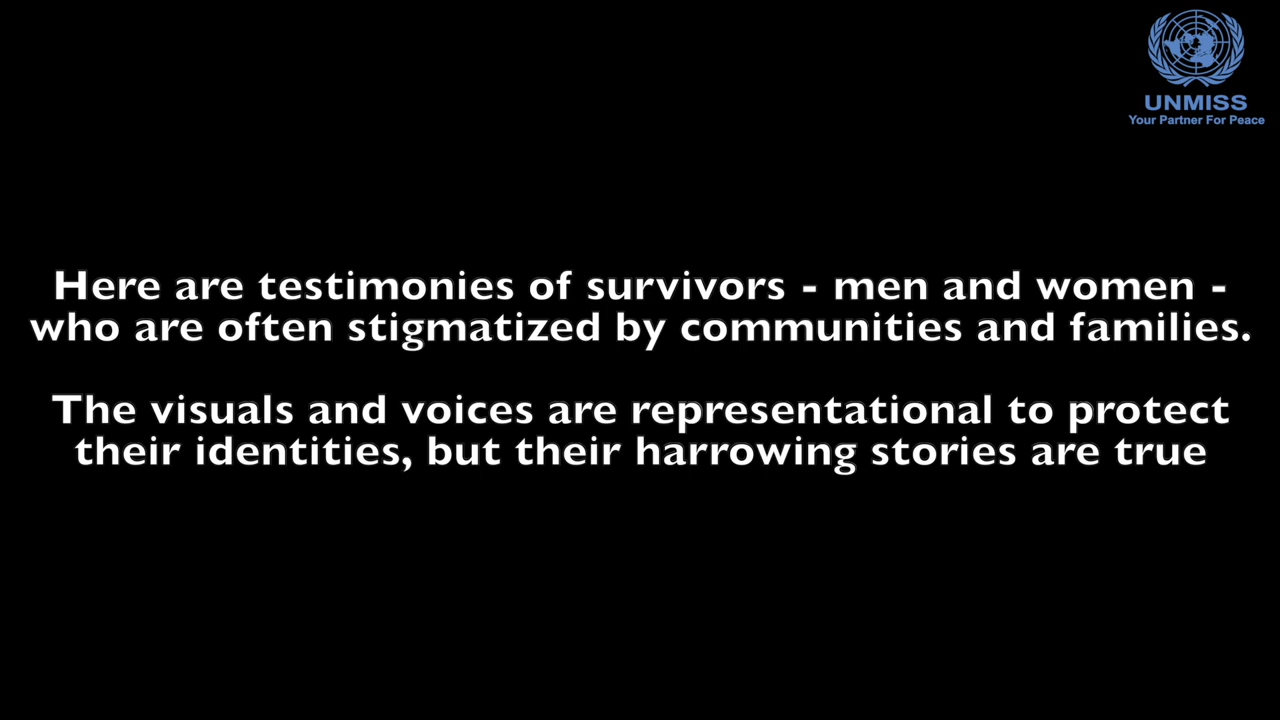 UNMISS
Your Partner For Peace
Here are testimonies of survivors - men and women -
who are often stigmatized by communities and families.
The visuals and voices are representational to protect
their identities, but their harrowing stories are true